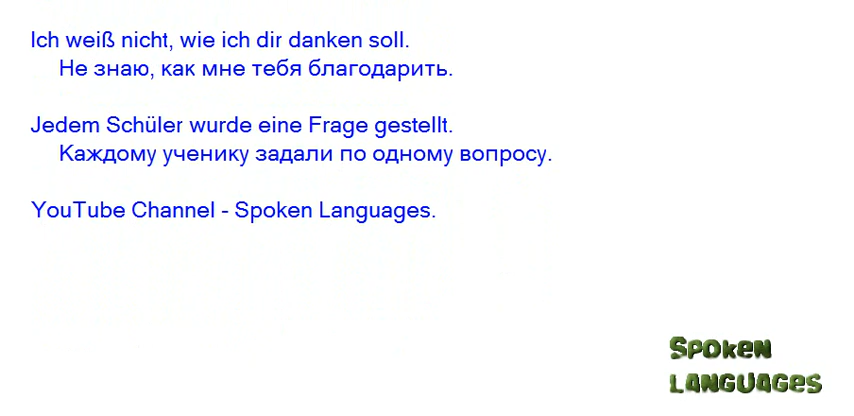 Ich weiß nicht, wie ich dir danken soll.
Не знаю, как мне тебя благодарить.
Jedem Schüler wurde eine Frage gestellt.
Каждому ученику задали по одному вопросу.
YouTube Channel - Spoken Languages.
Spoken
Languages